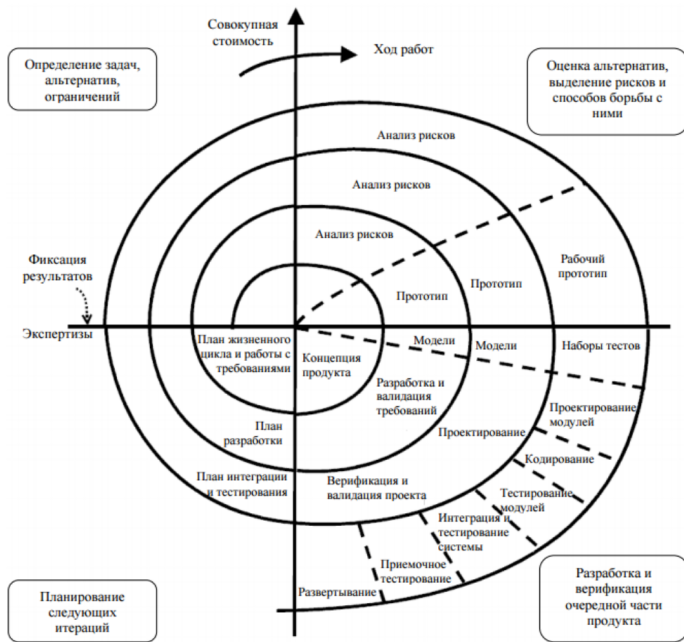 Совокупная
стоимость
Ход работ
Определение задач,
альтернатив,
ограничений
Оценка альтернатив,
выделение рисков и
способов борьбы с
ними
Анализ рисков
Анализ рисков
Анализ рисков
Фиксация
результатов
Рабочий
прототип
Прототип
Прототип
Экспертизы
План жизненного
цикла и работы с
требованиями
Концепция
продукта
Модели
Модели
Наборы тестов
Разработка и
валидация
требований
Проектирование
модулей
План
разработки
Проектирование
Кодирование
План интеграции
и тестирования
Верификация и
валидация проекта
Тестирование
модулей
Интеграция и
тестирование
системы
Приемочное
тестирование
Развертывание
Планирование
следующих
итераций
Разработка и
верификация
очередной части
продукта